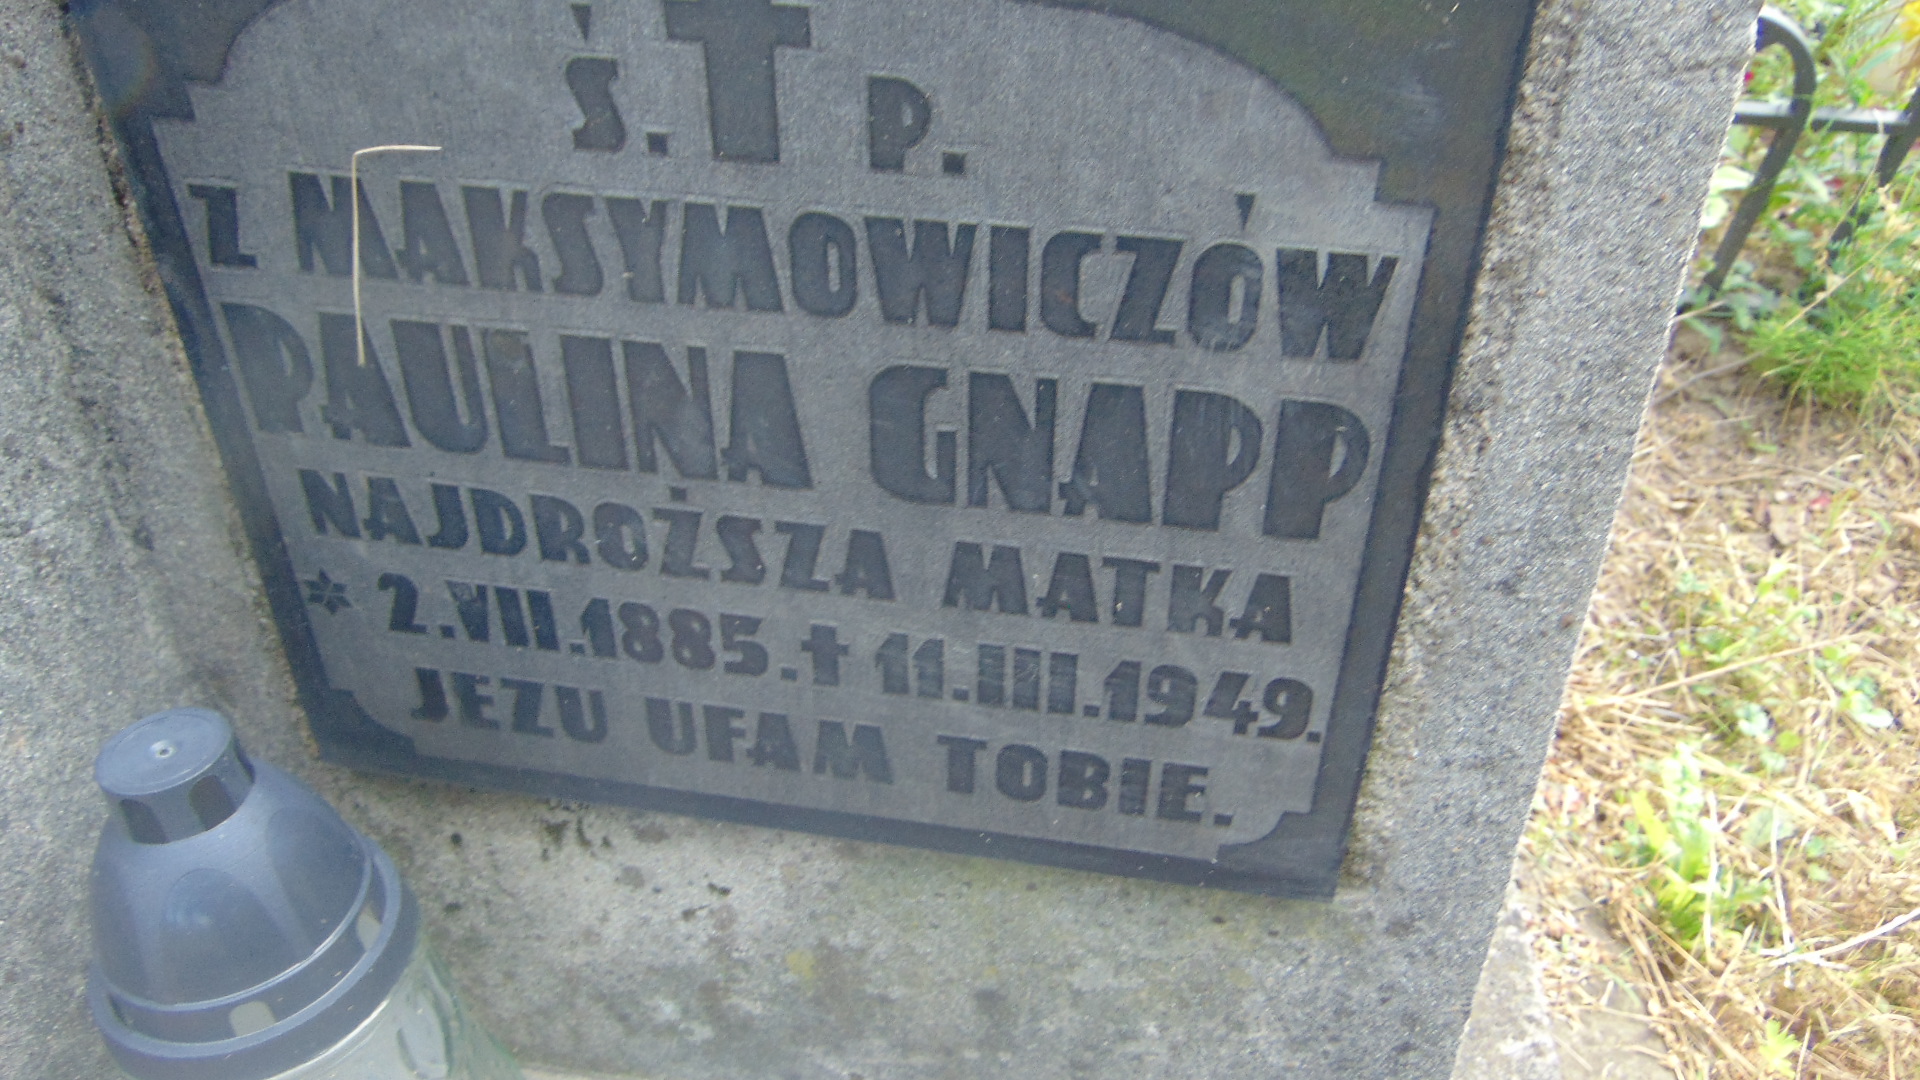 Ś. † P.
Z MAKSYMOWICZÓW
PAULINA GNAPP
NAJDROŻSZA MATKA
* 2.VII.1885. † 11.III.1949.
JEZU UFAM TOBIE.